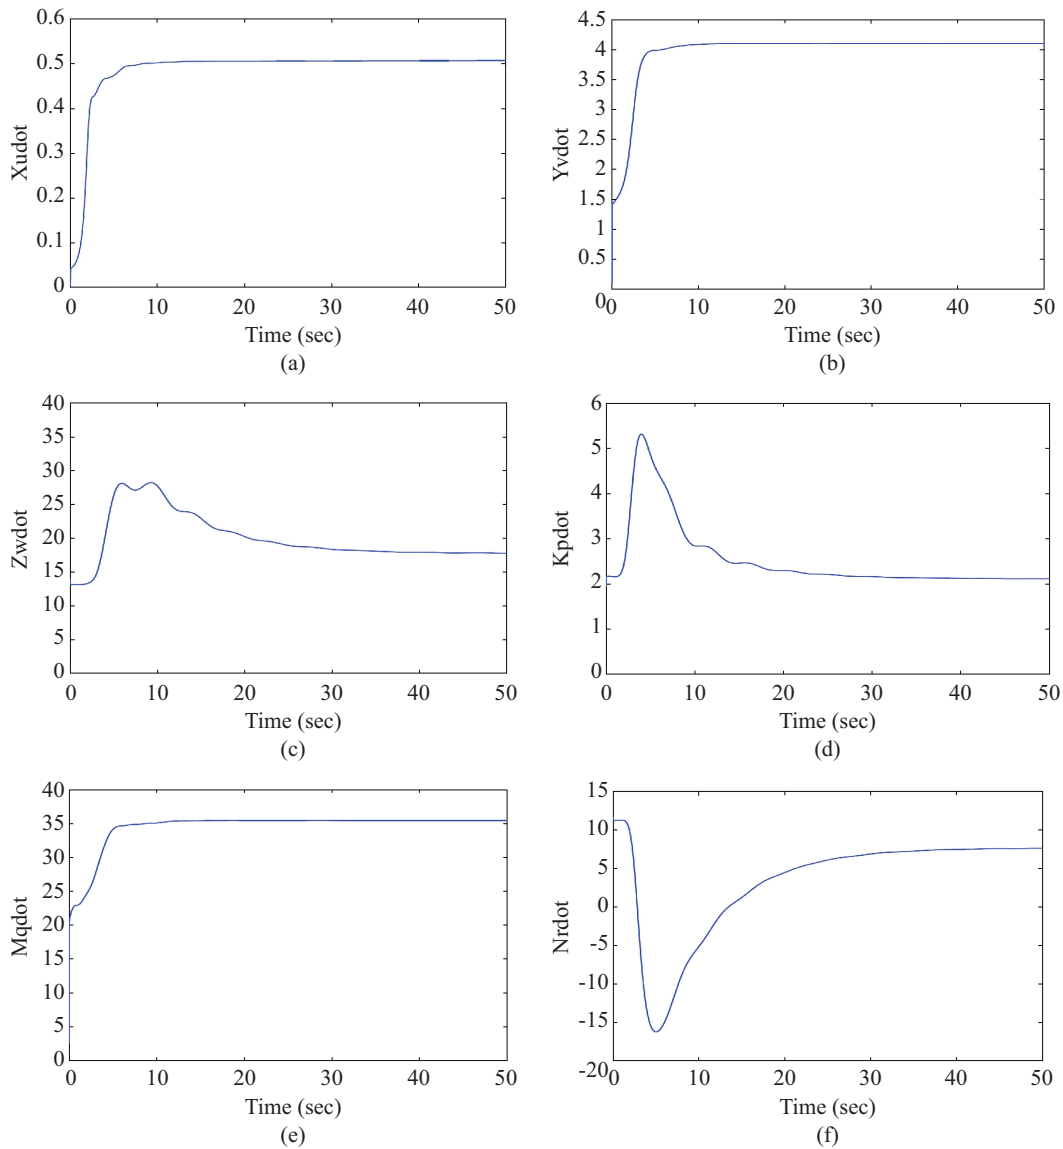 0.6
0.5
0.4
0.3
0.2
0.1
0
Xudot
0 10 20 30 40 50
Time (sec)
(a)
4.5
4
3.5
3
2.5
2
1.5
1
0.5
0
Yvdot
0 10 20 30 40 50
Time (sec)
(b)
40
35
30
25
20
15
10
5
0
Zwdot
0 10 20 30 40 50
Time (sec)
(c)
6
5
4
3
2
1
0
Kpdot
0 10 20 30 40 50
Time (sec)
(d)
40
35
30
25
20
15
10
5
0
Mqdot
0 10 20 30 40 50
Time (sec)
(e)
15
10
5
0
-5
-10
-15
-20
Nrdot
0 10 20 30 40 50
Time (sec)
(f)